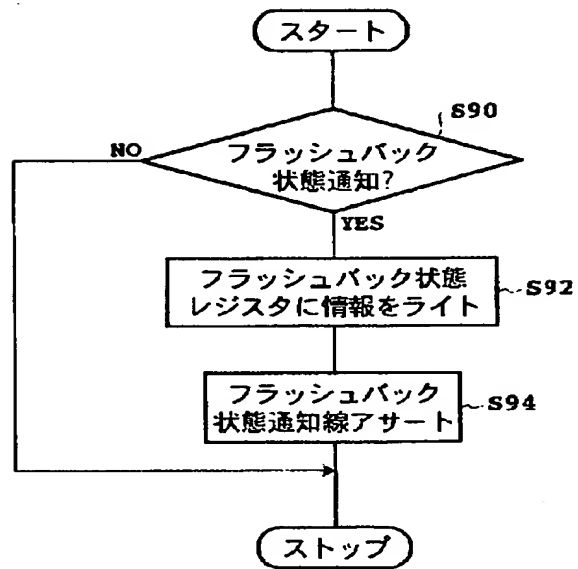 スタート
S90
NO
フラッシュバック
状態通知?
YES
フラッシュバック状態
レジスタに情報をライト
S92
フラッシュバック
状態通知線アサート
S94
ストップ